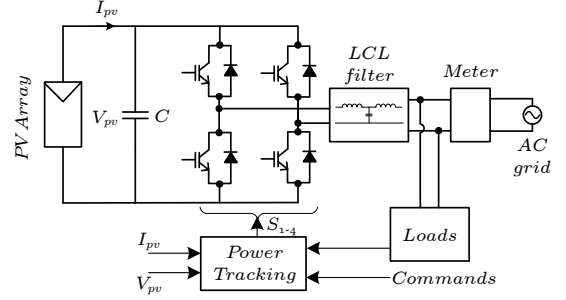 I_pv
LCL
filter
Meter
PV Array
V_pv
C
AC
grid
S_1-4
I_pv
Power
Tracking
Loads
V_pv
Commands